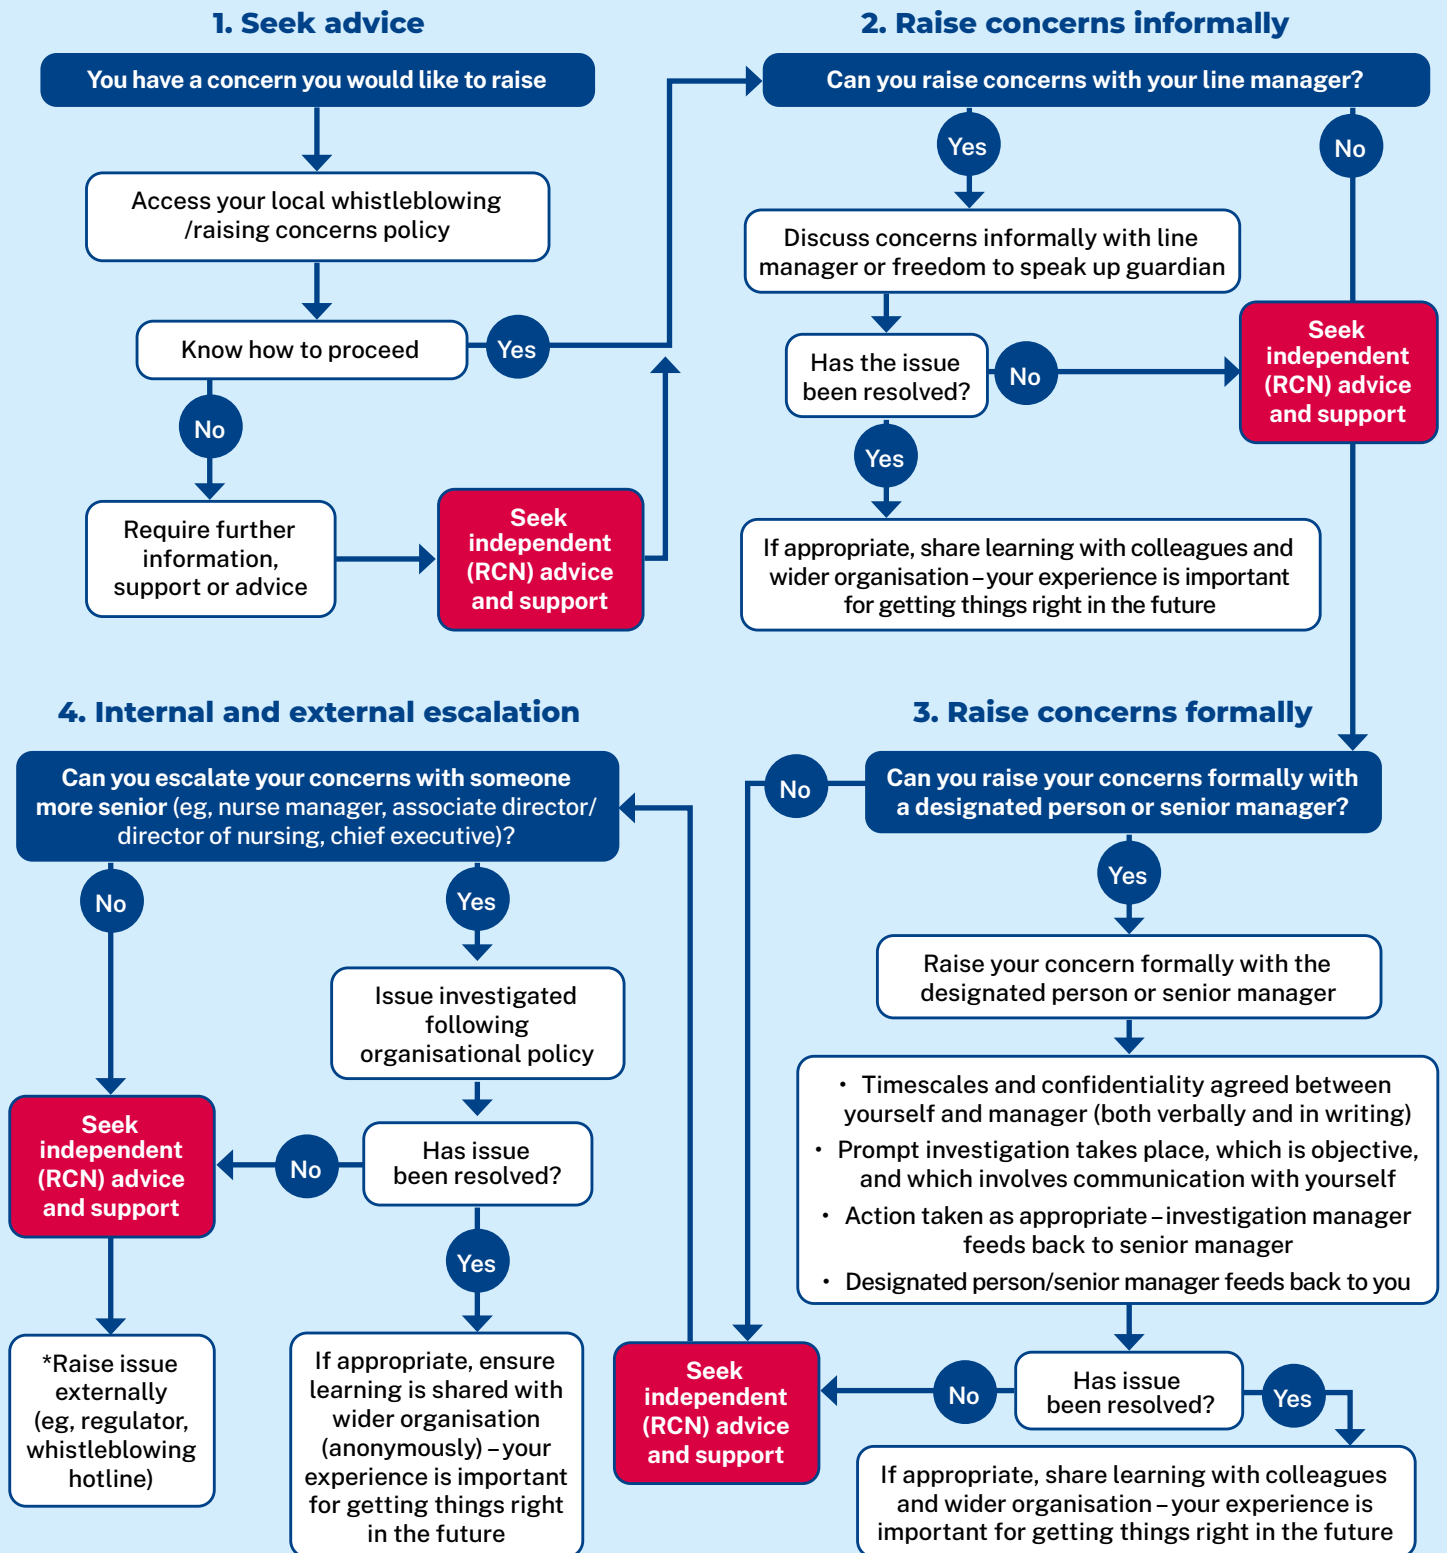 1. Seek advice
You have a concern you would like to raise
Access your local whistleblowing
/raising concerns policy
Know how to proceed
Yes
No
Require further
information,
support or advice
Seek
independent
(RCN) advice
and support
2. Raise concerns informally
Can you raise concerns with your line manager?
Yes
No
Discuss concerns informally with line
manager or freedom to speak up guardian
Has the issue
been resolved?
No
Seek
independent
(RCN) advice
and support
Yes
If appropriate, share learning with colleagues and
wider organisation – your experience is important
for getting things right in the future
3. Raise concerns formally
Can you raise your concerns formally with
a designated person or senior manager?
No
Yes
Raise your concern formally with the
designated person or senior manager
• Timescales and confidentiality agreed between
yourself and manager (both verbally and in writing)
• Prompt investigation takes place, which is objective,
and which involves communication with yourself
• Action taken as appropriate – investigation manager
feeds back to senior manager
• Designated person/senior manager feeds back to you
Has issue
been resolved?
No
Yes
Seek
independent
(RCN) advice
and support
If appropriate, share learning with colleagues
and wider organisation – your experience is
important for getting things right in the future
4. Internal and external escalation
Can you escalate your concerns with someone
more senior (eg, nurse manager, associate director/
director of nursing, chief executive)?
No
Yes
Issue investigated
following
organisational policy
Has issue
been resolved?
No
Seek
independent
(RCN) advice
and support
Yes
*Raise issue
externally
(eg, regulator,
whistleblowing
hotline)
If appropriate, ensure
learning is shared with
wider organisation
(anonymously) – your
experience is important
for getting things right
in the future